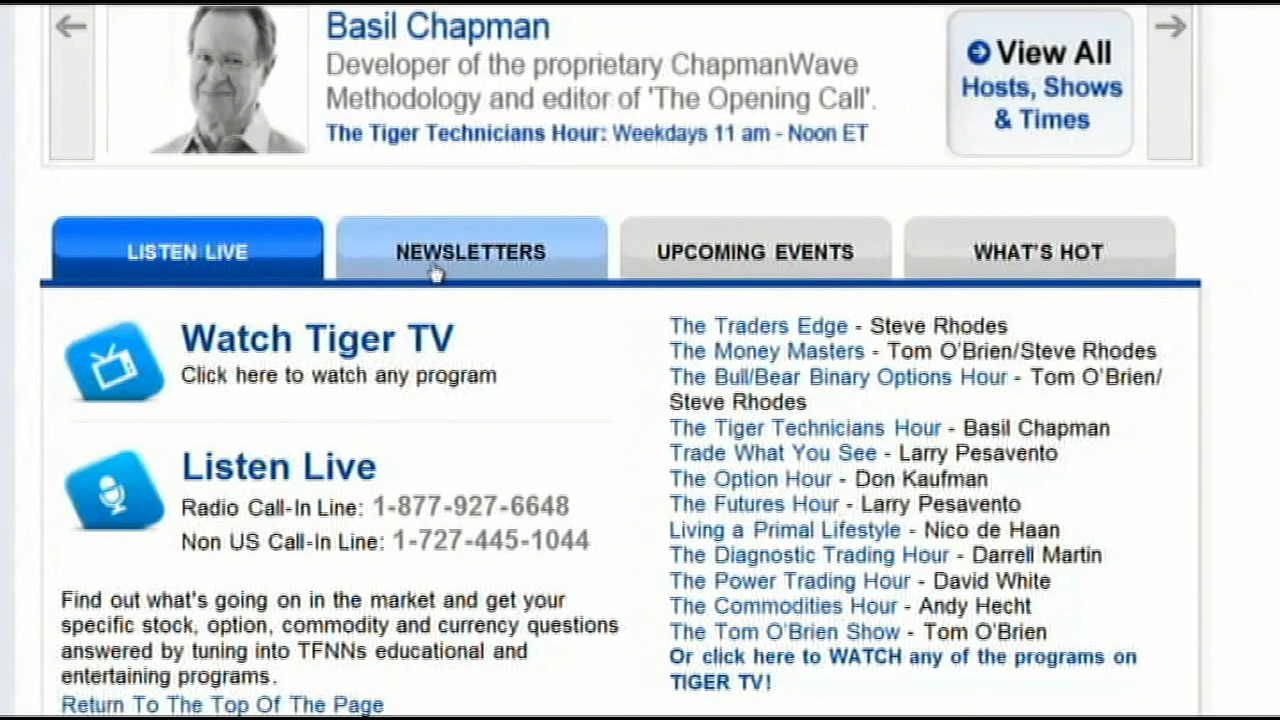 Basil Chapman
Developer of the proprietary ChapmanWave
Methodology and editor of 'The Opening Call'.
The Tiger Technicians Hour: Weekdays 11 am - Noon ET
View All
Hosts, Shows
& Times
LISTEN LIVE
NEWSLETTERS
UPCOMING EVENTS
WHAT'S HOT
Watch Tiger TV
Click here to watch any program
Listen Live
Radio Call-In Line: 1-877-927-6648
Non US Call-In Line: 1-727-445-1044
Find out what's going on in the market and get your
specific stock, option, commodity and currency questions
answered by tuning into TFNNs educational and
entertaining programs.
Return To The Top Of The Page
The Traders Edge - Steve Rhodes
The Money Masters - Tom O'Brien/Steve Rhodes
The Bull/Bear Binary Options Hour - Tom O'Brien/
Steve Rhodes
The Tiger Technicians Hour - Basil Chapman
Trade What You See - Larry Pesavento
The Option Hour - Don Kaufman
The Futures Hour - Larry Pesavento
Living a Primal Lifestyle - Nico de Haan
The Diagnostic Trading Hour - Darrell Martin
The Power Trading Hour - David White
The Commodities Hour - Andy Hecht
The Tom O'Brien Show - Tom O'Brien
Or click here to WATCH any of the programs on
TIGER TV!